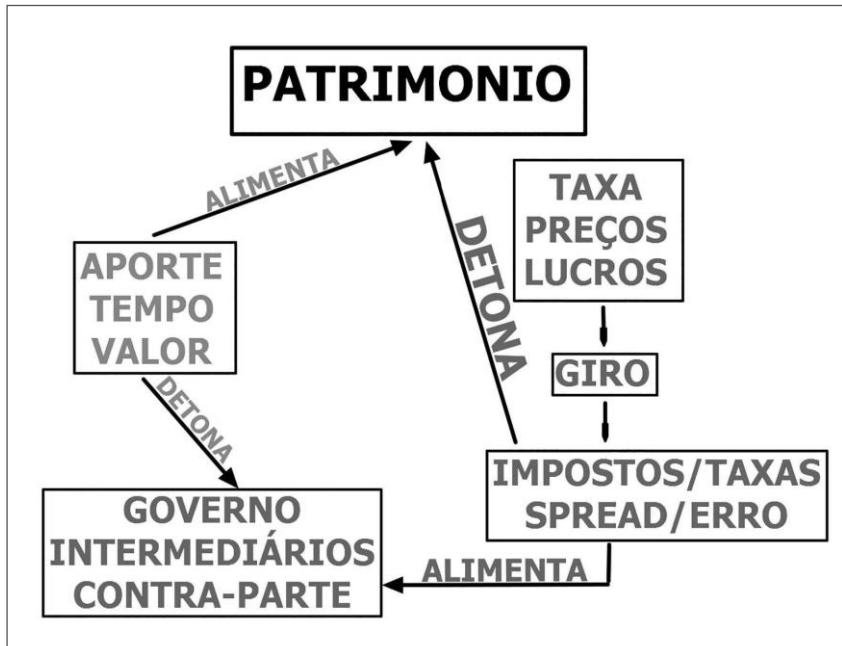 PATRIMONIO
ALIMENTA
DETONA
TAXA
PREÇOS
LUCROS
APORTE
TEMPO
VALOR
GIRO
DETONA
IMPOSTOS/TAXAS
SPREAD/ERRO
GOVERNO
INTERMEDIÁRIOS
CONTRA-PARTE
ALIMENTA